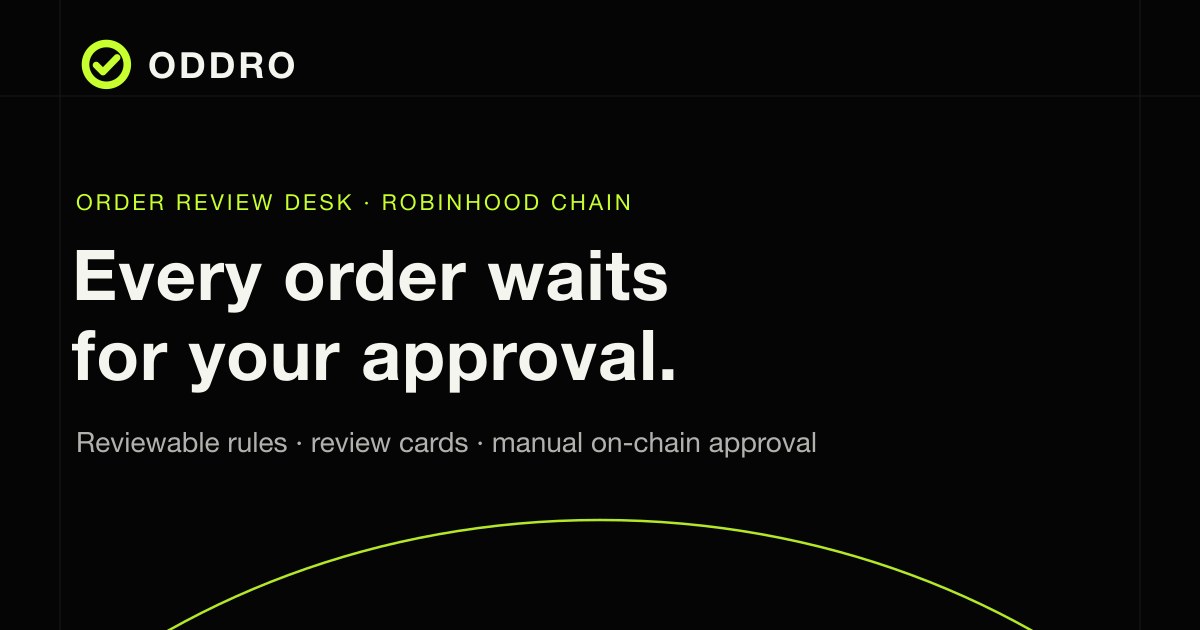 ODDRO
ORDER REVIEW DESK · ROBINHOOD CHAIN
Every order waits
for your approval.
Reviewable rules · review cards · manual on-chain approval